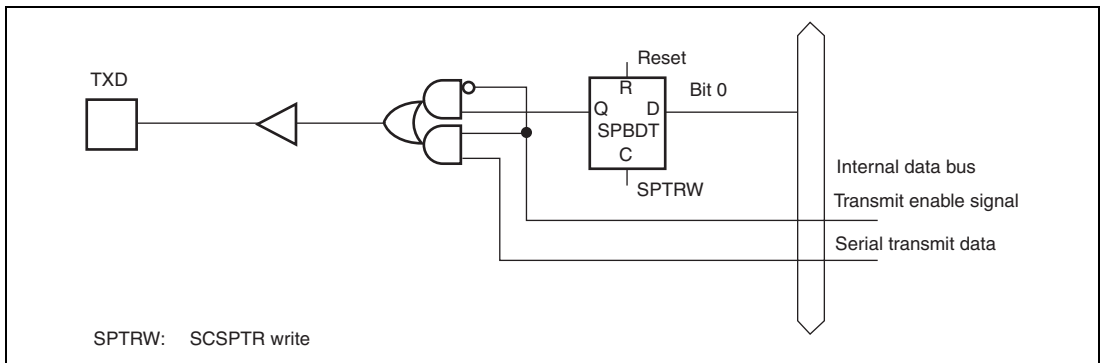 Reset
TXD
R
Bit 0
Q
D
SPBDT
C
Internal data bus
SPTRW
Transmit enable signal
Serial transmit data
SPTRW: SCSPTR write